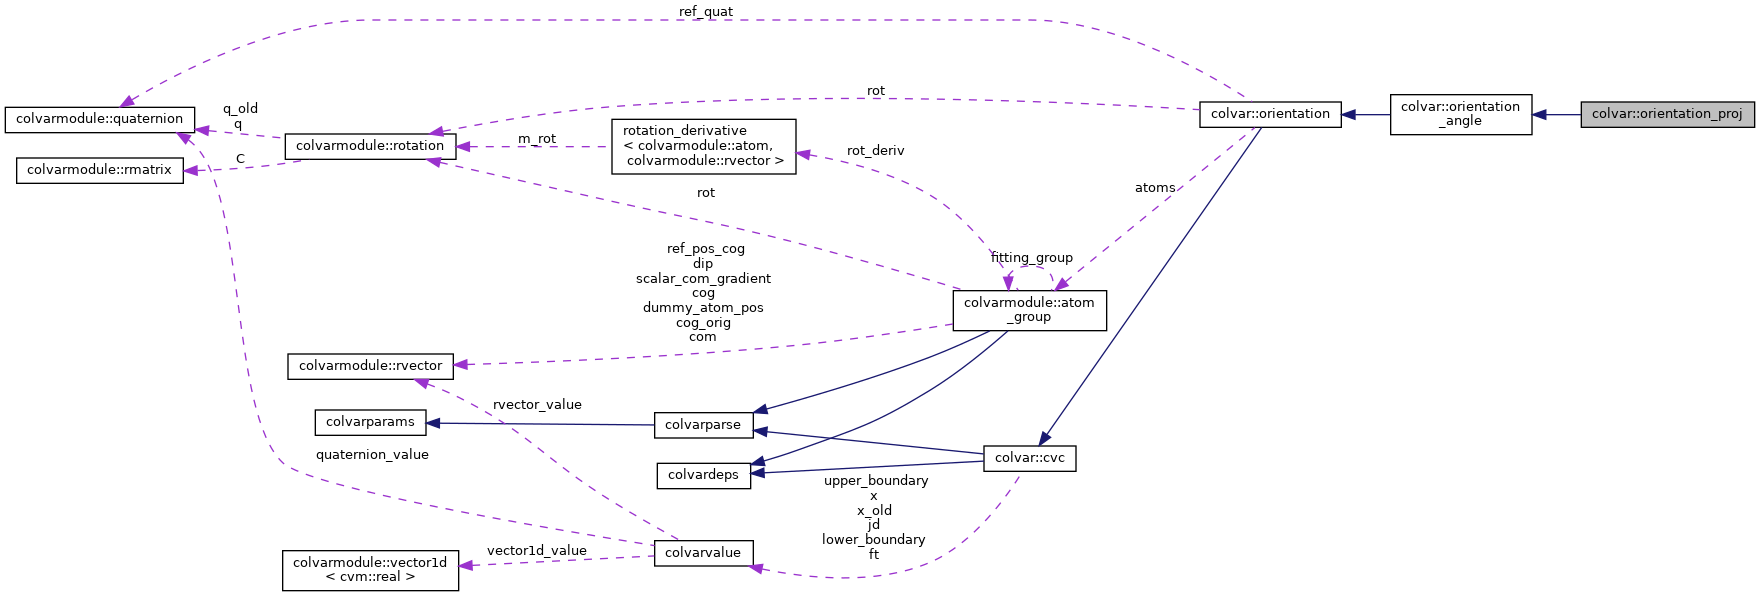 ref_quat
colvarmodule::quaternion
q_old
q
colvarmodule::rmatrix
C
colvarmodule::rotation
m_rot
rotation_derivative
< colvarmodule::atom,
colvarmodule::rvector >
rot
rot_deriv
colvar::orientation
colvar::orientation
_angle
colvar::orientation_proj
atoms
rot
fitting_group
ref_pos_cog
dip
scalar_com_gradient
cog
dummy_atom_pos
cog_orig
com
colvarmodule::atom
_group
colvarmodule::rvector
rvector_value
colvarparams
colvarparse
quaternion_value
colvardeps
colvar::cvc
upper_boundary
x
x_old
jd
lower_boundary
ft
colvarvalue
vector1d_value
colvarmodule::vector1d
< cvm::real >